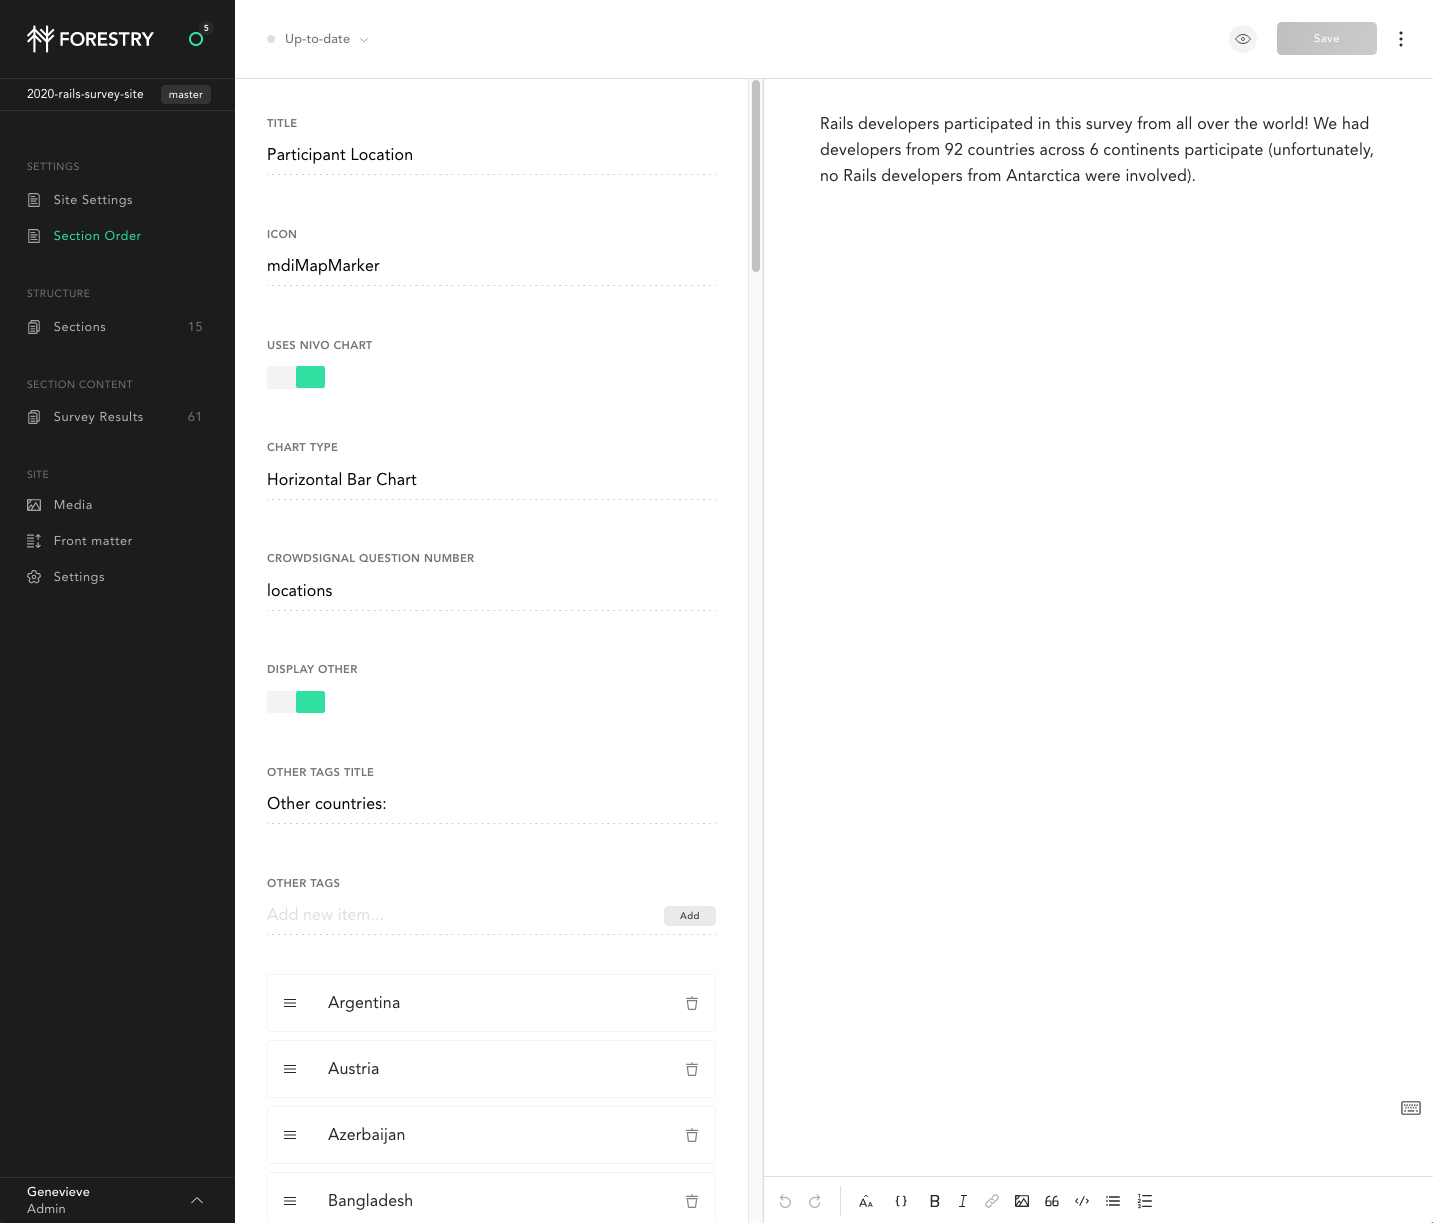 FORESTRY
5
2020-rails-survey-site master
SETTINGS
Site Settings
Section Order
STRUCTURE
Sections 15
SECTION CONTENT
Survey Results 61
SITE
Media
Front matter
Settings
Genevieve
Admin
Up-to-date
Save
TITLE
Participant Location
ICON
mdiMapMarker
USES NIVO CHART
CHART TYPE
Horizontal Bar Chart
CROWDSIGNAL QUESTION NUMBER
locations
DISPLAY OTHER
OTHER TAGS TITLE
Other countries:
OTHER TAGS
Add new item... Add
Argentina
Austria
Azerbaijan
Bangladesh
Rails developers participated in this survey from all over the world! We had
developers from 92 countries across 6 continents participate (unfortunately,
no Rails developers from Antarctica were involved).